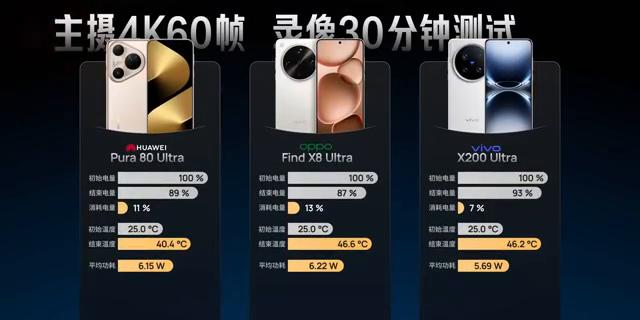 主摄4K60帧 录像30分钟测试
HUAWEI
Pura 80 Ultra
初始电量 100 %
结束电量 89 %
消耗电量 11 %
初始温度 25.0 °C
结束温度 40.4 °C
平均功耗 6.15 W
oppo
Find X8 Ultra
初始电量 100 %
结束电量 87 %
消耗电量 13 %
初始温度 25.0 °C
结束温度 46.6 °C
平均功耗 6.22 W
vivo
X200 Ultra
初始电量 100 %
结束电量 93 %
消耗电量 7 %
初始温度 25.0 °C
结束温度 46.2 °C
平均功耗 5.69 W